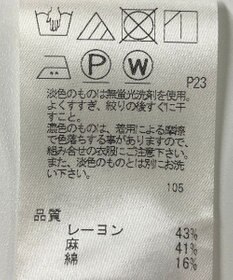 P W
P23
淡色のものは無蛍光洗剤を使用。
よくすすぎ、絞りの後すぐに干
すこと。
濃色のものは、着用による摩擦
で色落ちする事がありますので、
組み合せの衣服にご注意下さい。
また、淡色のものとは別にお洗
い下さい。
105
品質
レーヨン 43%
麻 41%
綿 16%